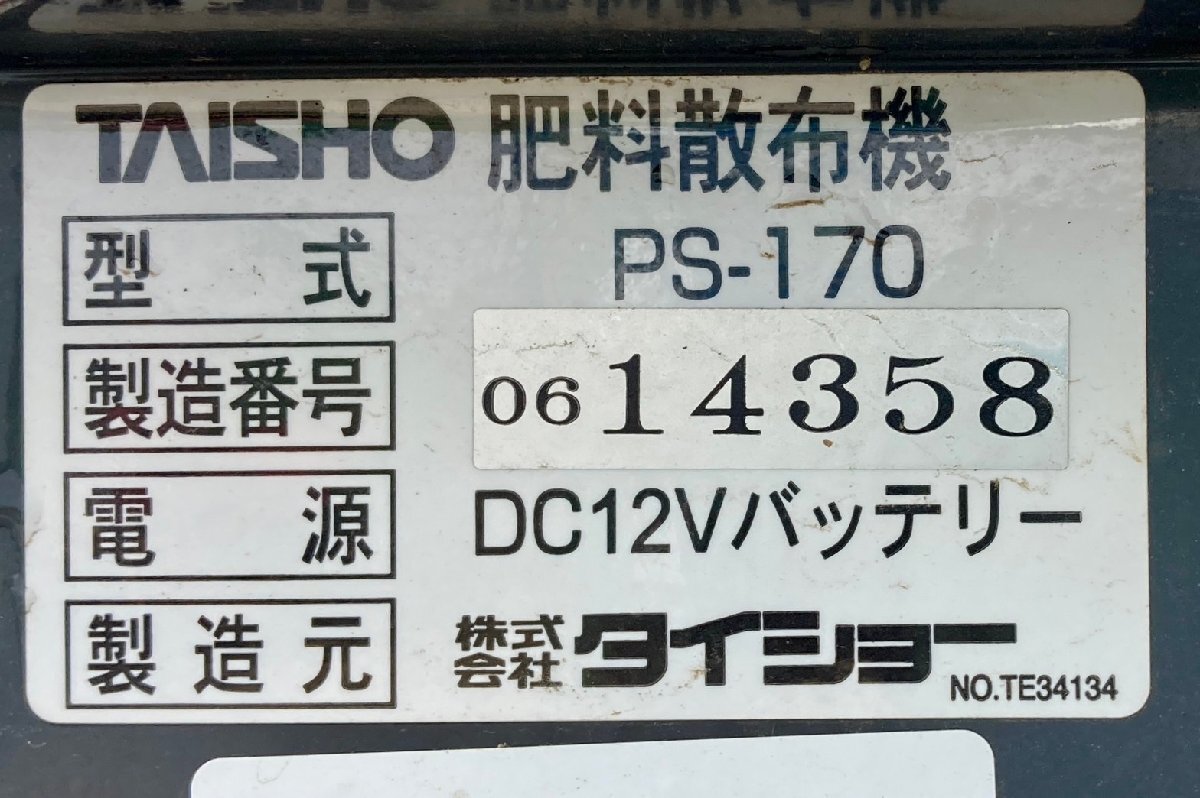 TAISHO 肥料散布機
型式 PS-170
製造番号 06 14358
電源 DC12Vバッテリー
製造元 株式会社タイショー
NO.TE34134